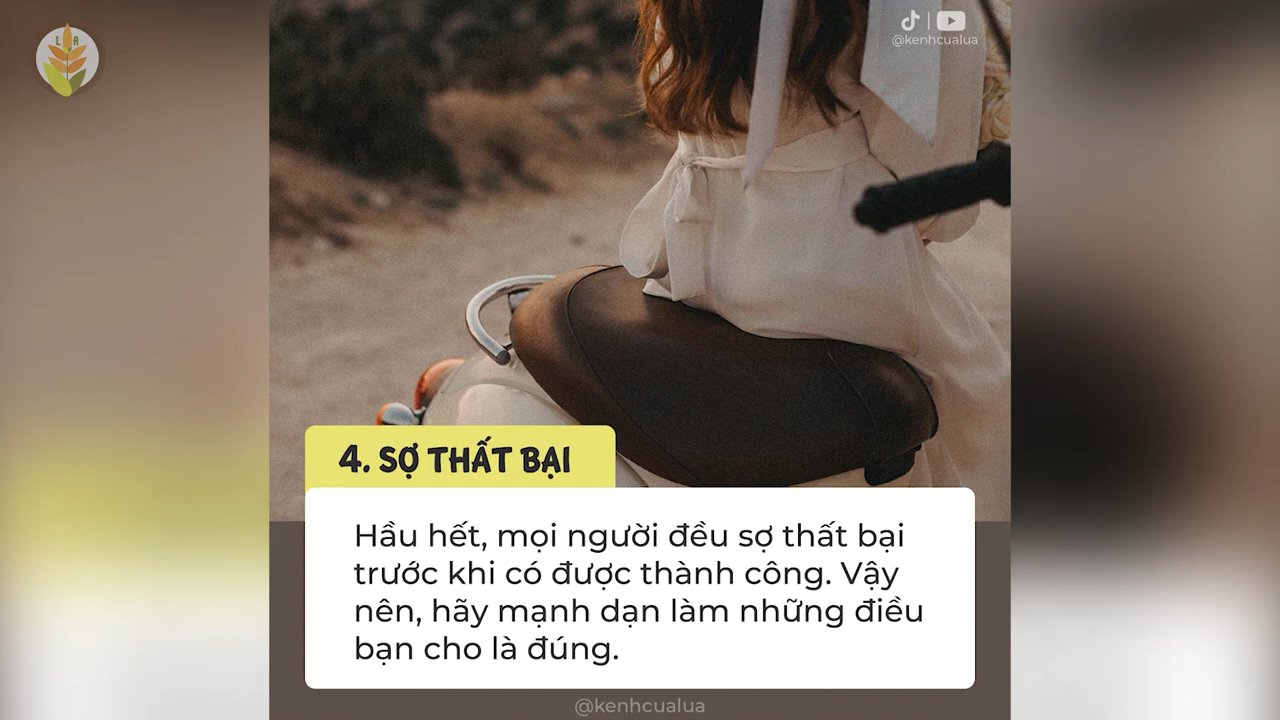 LA
@kenhcualua
4. SỢ THẤT BẠI
Hầu hết, mọi người đều sợ thất bại
trước khi có được thành công. Vậy
nên, hãy mạnh dạn làm những điều
bạn cho là đúng.
@kenhcualua